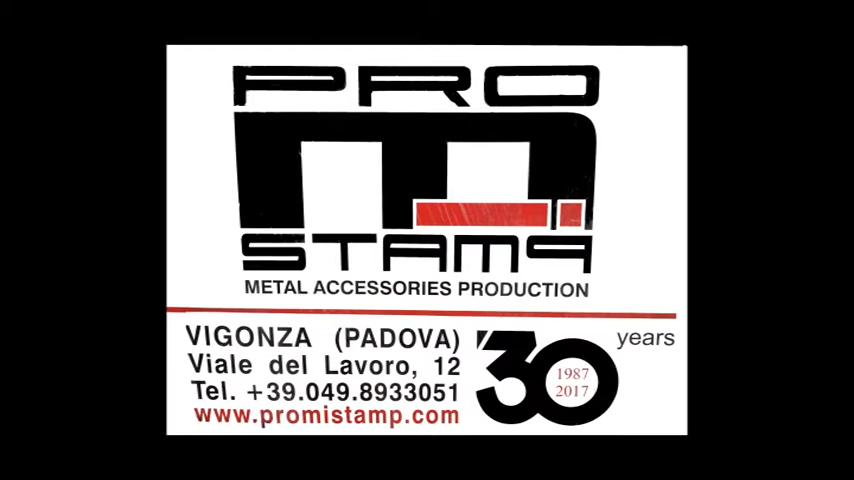 PRO
mi
STAMP
METAL ACCESSORIES PRODUCTION
VIGONZA (PADOVA)
Viale del Lavoro, 12
Tel. +39.049.8933051
www.promistamp.com
30 years
1987
2017